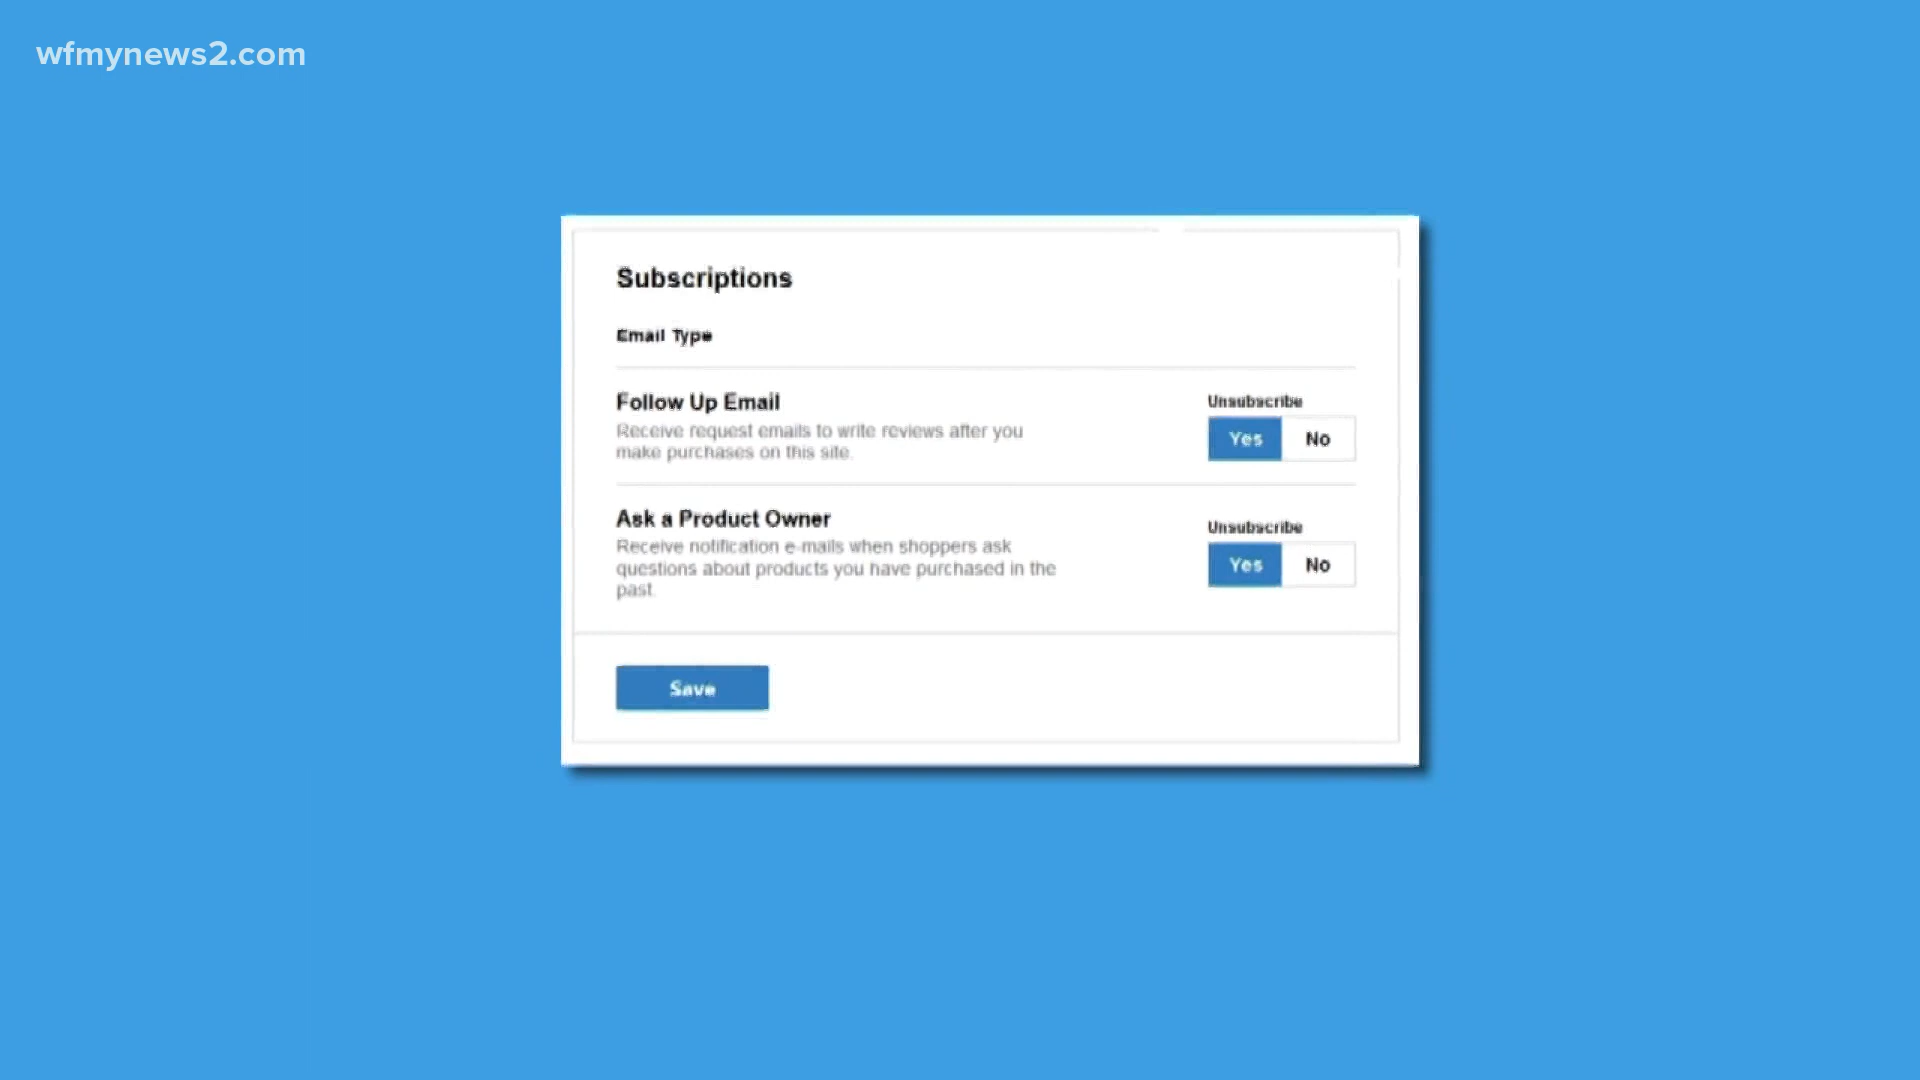 wfmynews2.com
Subscriptions
Email Type
Follow Up Email
Receive request emails to write reviews after you
make purchases on this site.
Unsubscribe
Yes No
Ask a Product Owner
Receive notification e-mails when shoppers ask
questions about products you have purchased in the
past.
Unsubscribe
Yes No
Save